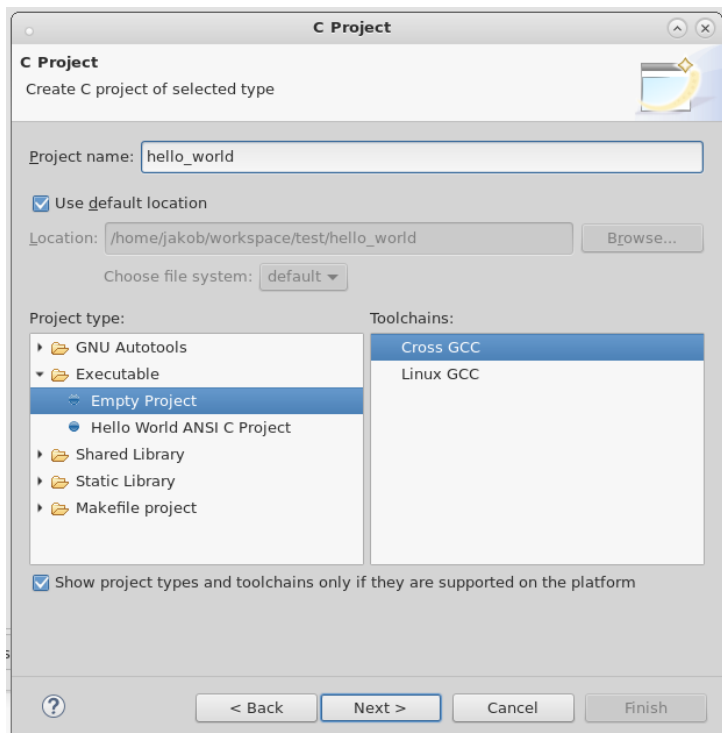 C Project
C Project
Create C project of selected type
Project name: hello_world
Use default location
Location: /home/jakob/workspace/test/hello_world Browse...
Choose file system: default
Project type: Toolchains:
GNU Autotools Cross GCC
Executable Linux GCC
Empty Project
Hello World ANSI C Project
Shared Library
Static Library
Makefile project
Show project types and toolchains only if they are supported on the platform
? < Back Next > Cancel Finish